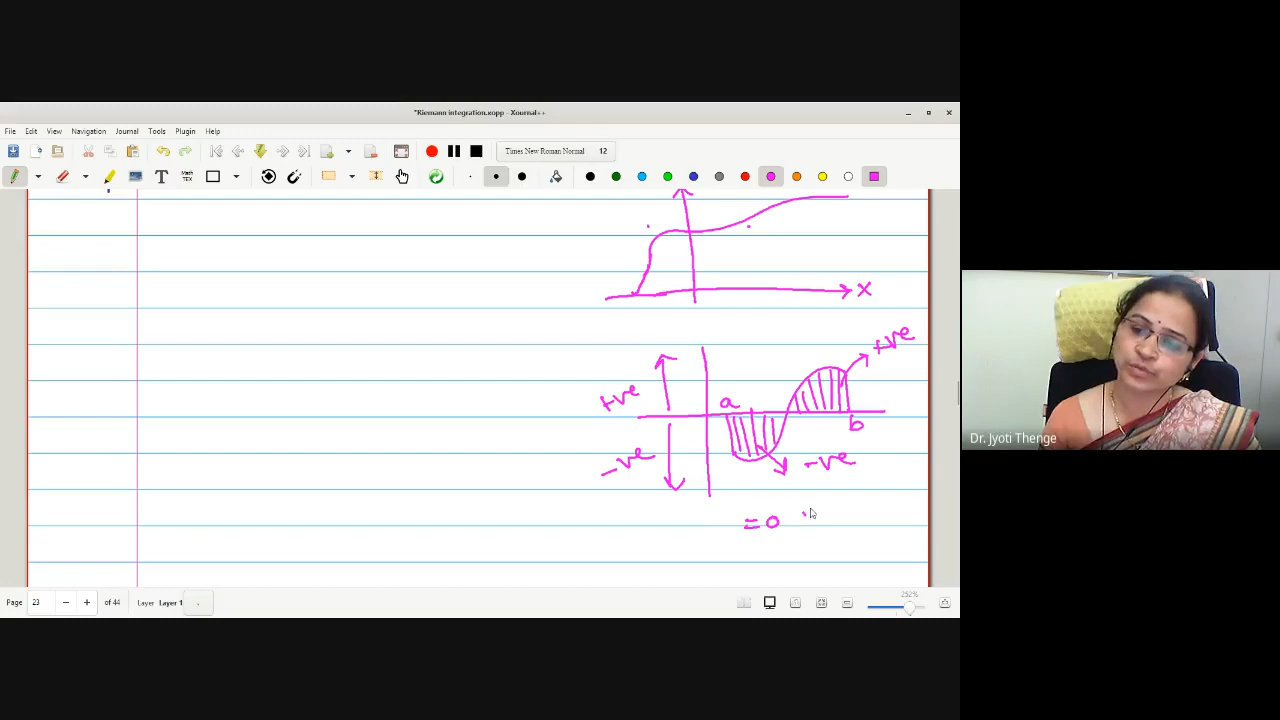 *Riemann integration.xopp - Xournal++
File Edit View Navigation Journal Tools Plugin Help
Times New Roman Normal 12
x
+ve
+ve
a
b
-ve
-ve
= 0
Dr. Jyoti Thenge
Page 23 of 44 Layer Layer 1
252%